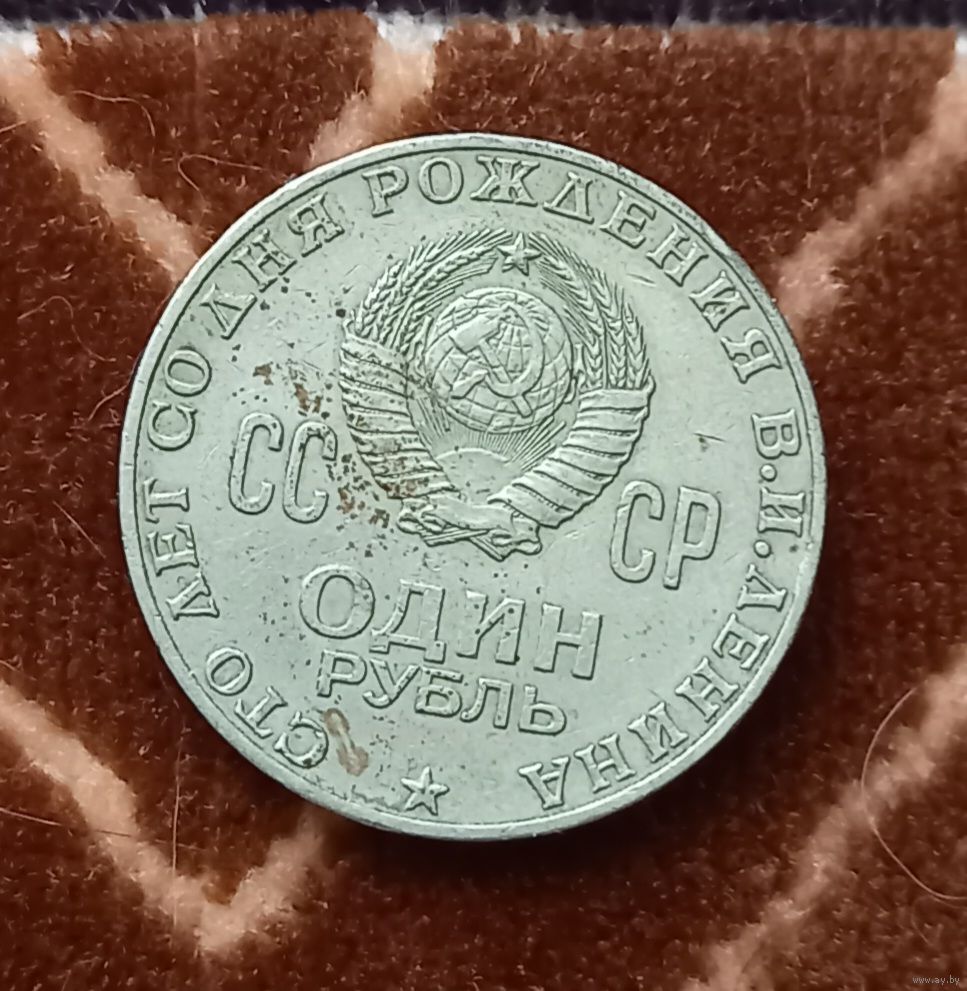 СТО ЛЕТ СО ДНЯ РОЖДЕНИЯ В.И.ЛЕНИНА
СС СР
ОДИН
РУБЛЬ
www.ay.by